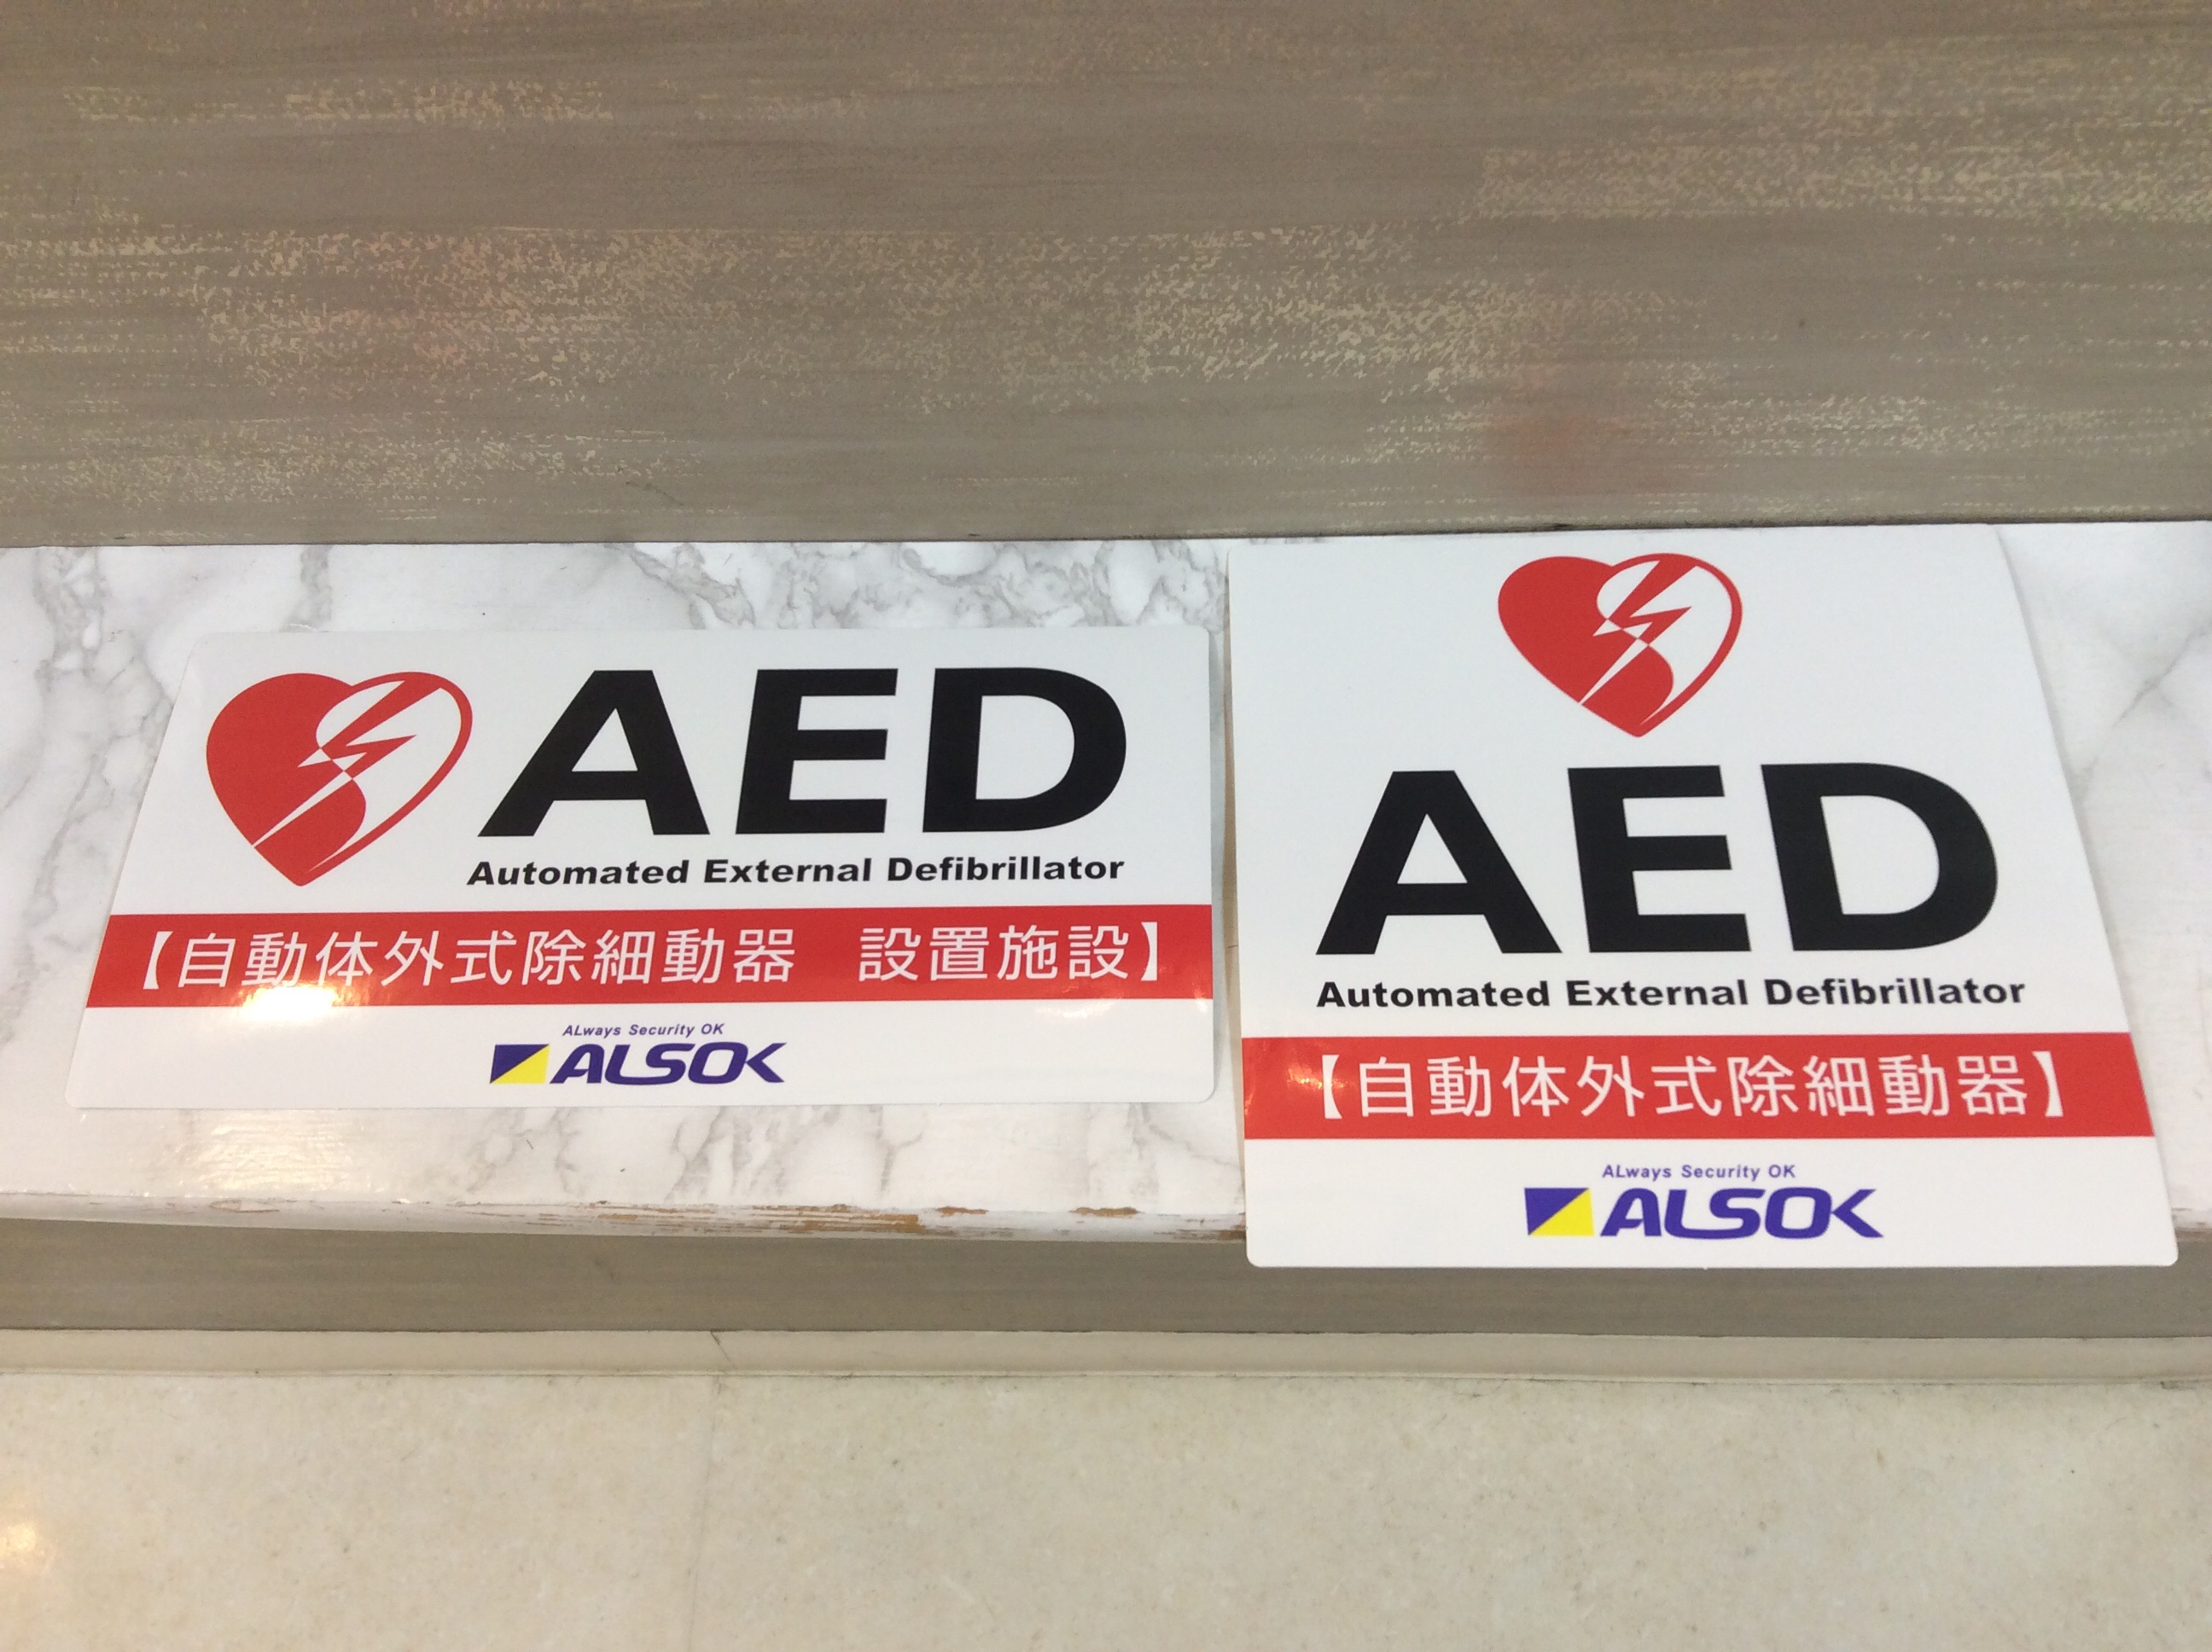 AED
Automated External Defibrillator
【自動体外式除細動器　設置施設】
ALways Security OK
ALSOK
AED
Automated External Defibrillator
【自動体外式除細動器】
ALways Security OK
ALSOK